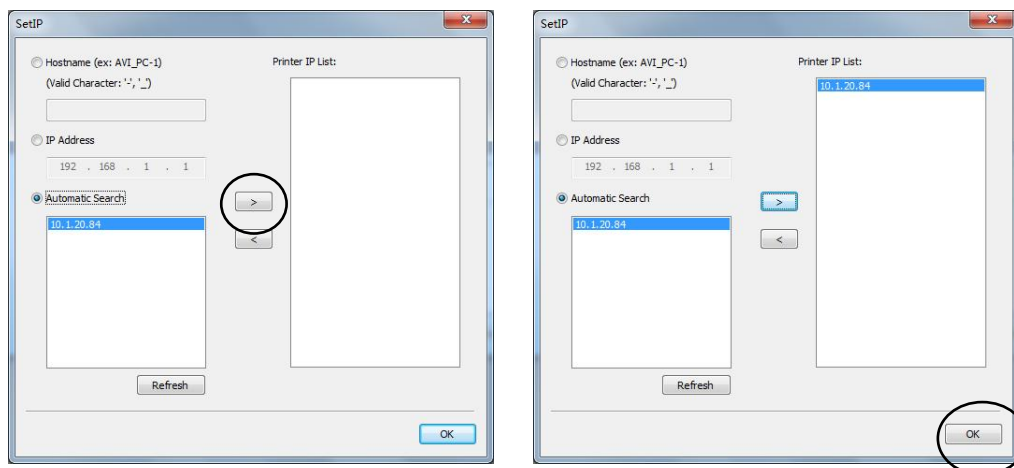 SetIP
Hostname (ex: AVI_PC-1)
(Valid Character: '-', '_')
IP Address
192 . 168 . 1 . 1
Automatic Search
10.1.20.84
Refresh
>
<
Printer IP List:
OK
SetIP
Hostname (ex: AVI_PC-1)
(Valid Character: '-', '_')
IP Address
192 . 168 . 1 . 1
Automatic Search
10.1.20.84
Refresh
>
<
Printer IP List:
10.1.20.84
OK